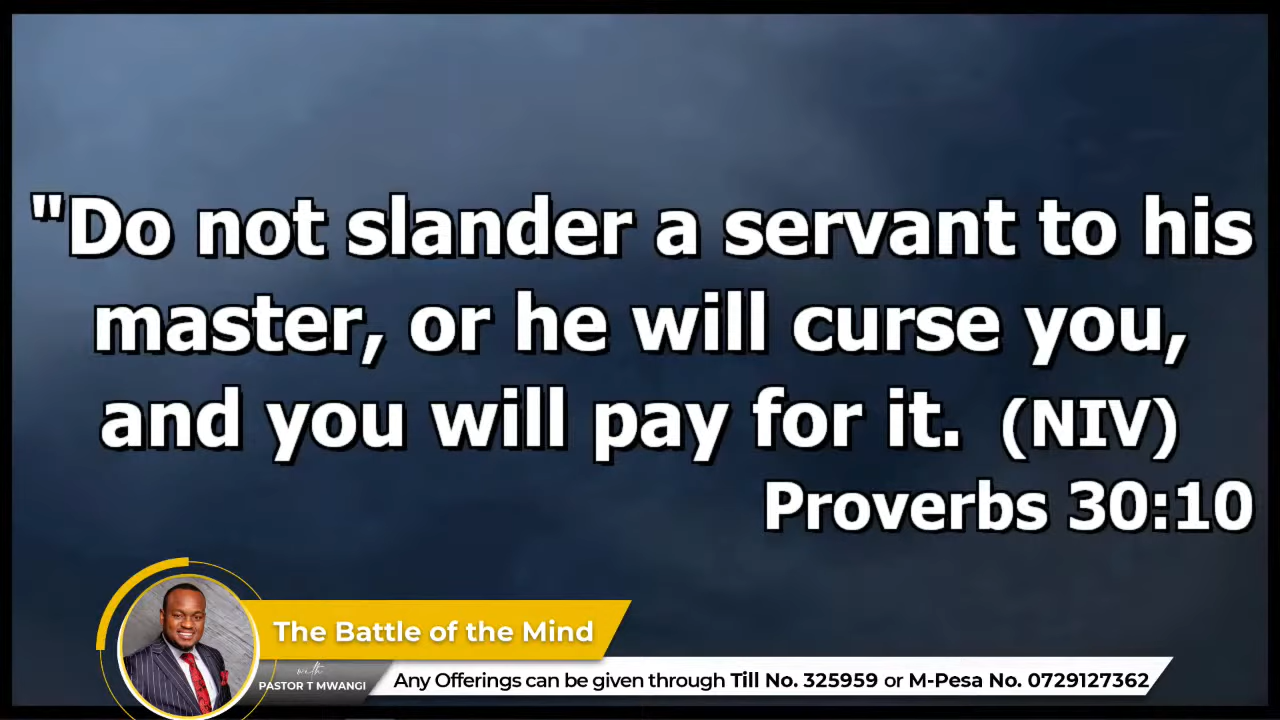 "Do not slander a servant to his
master, or he will curse you,
and you will pay for it. (NIV)
Proverbs 30:10
The Battle of the Mind
with
PASTOR T MWANGI
Any Offerings can be given through Till No. 325959 or M-Pesa No. 0729127362